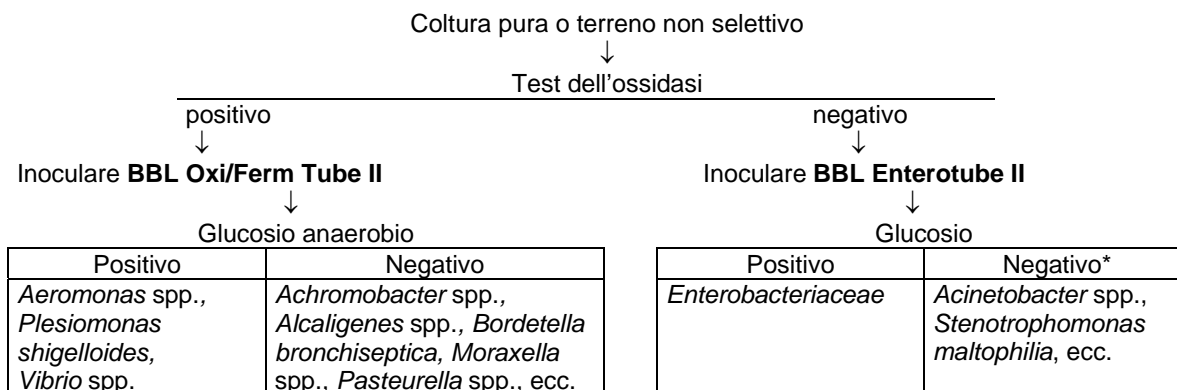 Coltura pura o terreno non selettivo
↓
Test dell’ossidasi
positivo negativo
↓ ↓
Inoculare BBL Oxi/Ferm Tube II Inoculare BBL Enterotube II
↓ ↓
Glucosio anaerobio Glucosio
Positivo Negativo Positivo Negativo*
Aeromonas spp., Achromobacter spp., Enterobacteriaceae Acinetobacter spp.,
Plesiomonas Alcaligenes spp., Bordetella Stenotrophomonas
shigelloides, bronchiseptica, Moraxella maltophilia, ecc.
Vibrio spp. spp., Pasteurella spp., ecc.